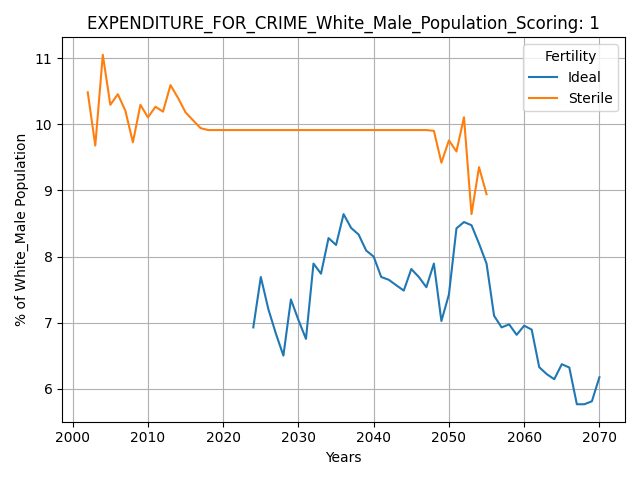 EXPENDITURE_FOR_CRIME_White_Male_Population_Scoring: 1
Fertility
Ideal
Sterile
% of White_Male Population
11
10
9
8
7
6
2000 2010 2020 2030 2040 2050 2060 2070
Years